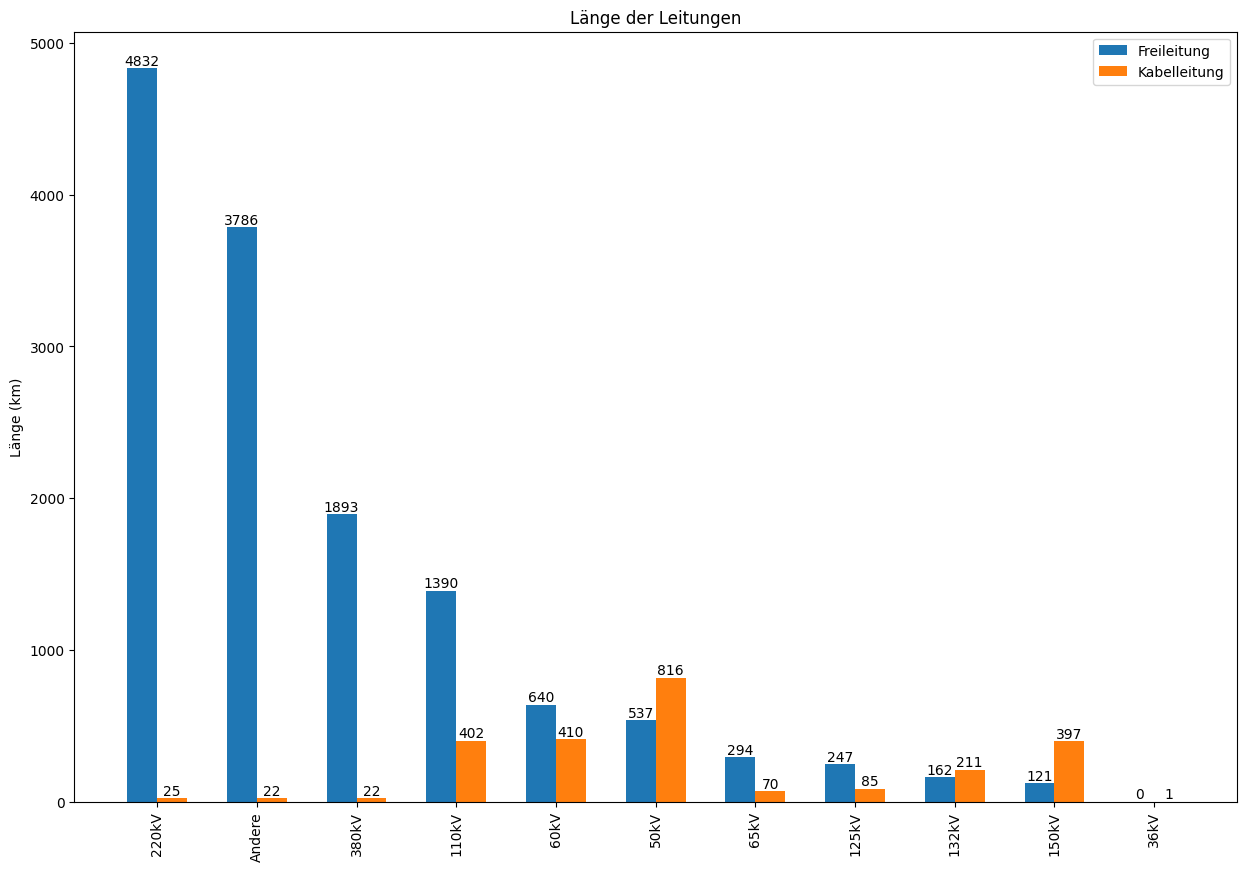 Länge der Leitungen
Freileitung
Kabelleitung
Länge (km)
5000
4000
3000
2000
1000
0
4832
25
3786
22
1893
22
1390
402
640
410
537
816
294
70
247
85
162
211
121
397
0
1
220kV
Andere
380kV
110kV
60kV
50kV
65kV
125kV
132kV
150kV
36kV